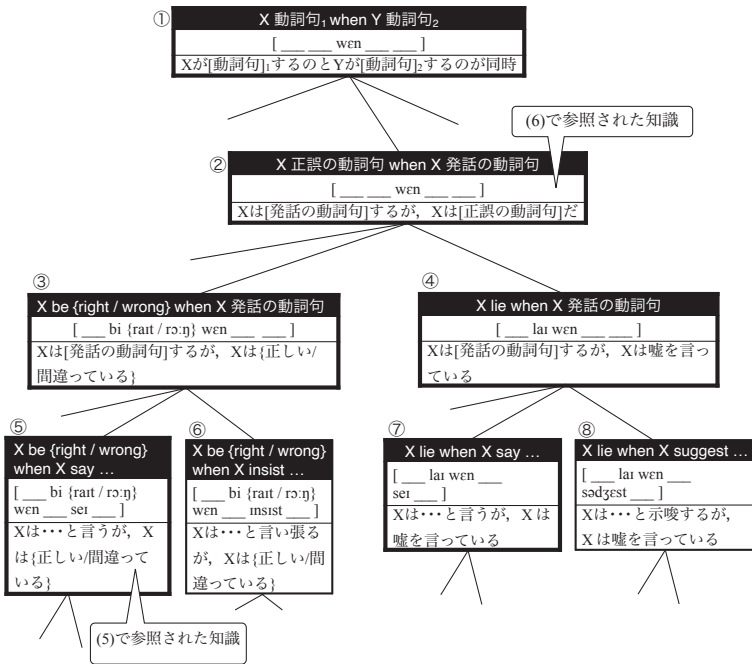 ①
X 動詞句₁ when Y 動詞句₂
[ ___ ___ wɛn ___ ___ ]
Xが[動詞句]₁するのとYが[動詞句]₂するのが同時
(6)で参照された知識
②
X 正誤の動詞句 when X 発話の動詞句
[ ___ ___ wɛn ___ ___ ]
Xは[発話の動詞句]するが，Xは[正誤の動詞句]だ
③
X be {right / wrong} when X 発話の動詞句
[ ___ bi {raɪt / rɔːŋ} wɛn ___ ___ ]
Xは[発話の動詞句]するが，Xは{正しい/
間違っている}
④
X lie when X 発話の動詞句
[ ___ laɪ wɛn ___ ___ ]
Xは[発話の動詞句]するが，Xは嘘を言っ
ている
⑤
X be {right / wrong}
when X say …
[ ___ bi {raɪt / rɔːŋ}
wɛn ___ seɪ ___ ]
Xは･･･と言うが，X
は{正しい/間違って
いる}
(5)で参照された知識
⑥
X be {right / wrong}
when X insist …
[ ___ bi {raɪt / rɔːŋ}
wɛn ___ ɪnsɪst ___ ]
Xは･･･と言い張る
が，Xは{正しい/間
違っている}
⑦
X lie when X say …
[ ___ laɪ wɛn ___
seɪ ___ ]
Xは･･･と言うが，X は
嘘を言っている
⑧
X lie when X suggest …
[ ___ laɪ wɛn ___
sədʒɛst ___ ]
Xは･･･と示唆するが，
X は嘘を言っている